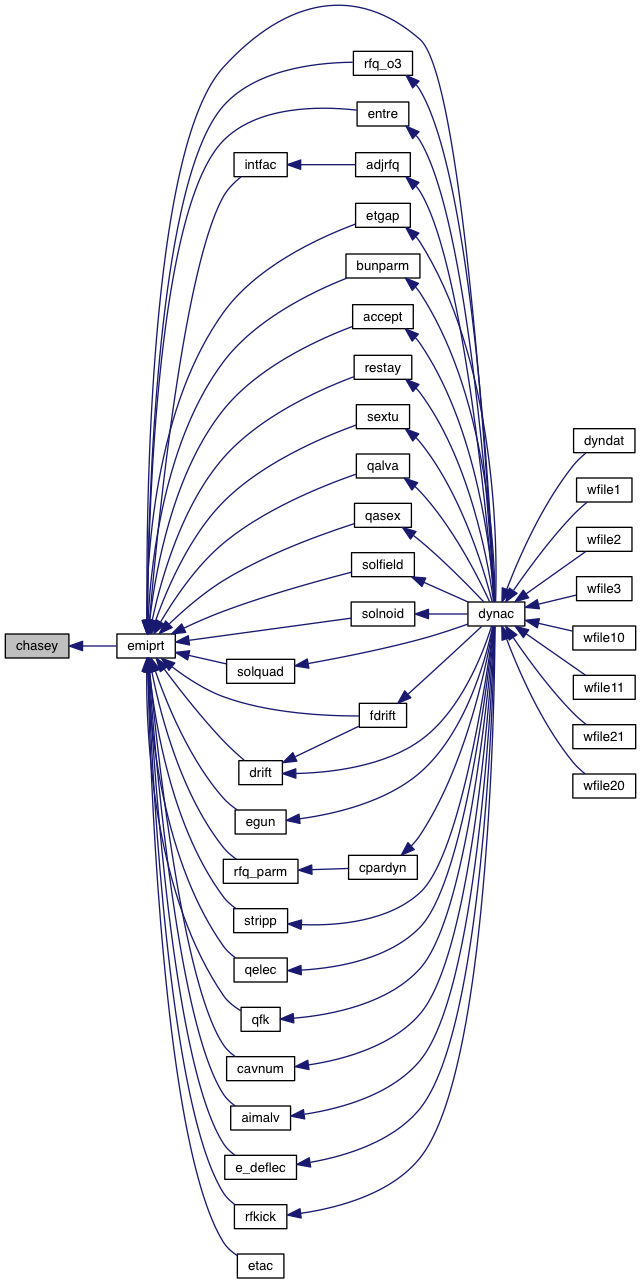 rfq_o3
entre
intfac
adjrfq
etgap
bunparm
accept
restay
sextu
qalva
qasex
solfield
solnoid
dynac
dyndat
wfile1
wfile2
wfile3
wfile10
wfile11
wfile21
wfile20
chasey
emiprt
solquad
fdrift
drift
egun
rfq_parm
cpardyn
stripp
qelec
qfk
cavnum
aimalv
e_deflec
rfkick
etac